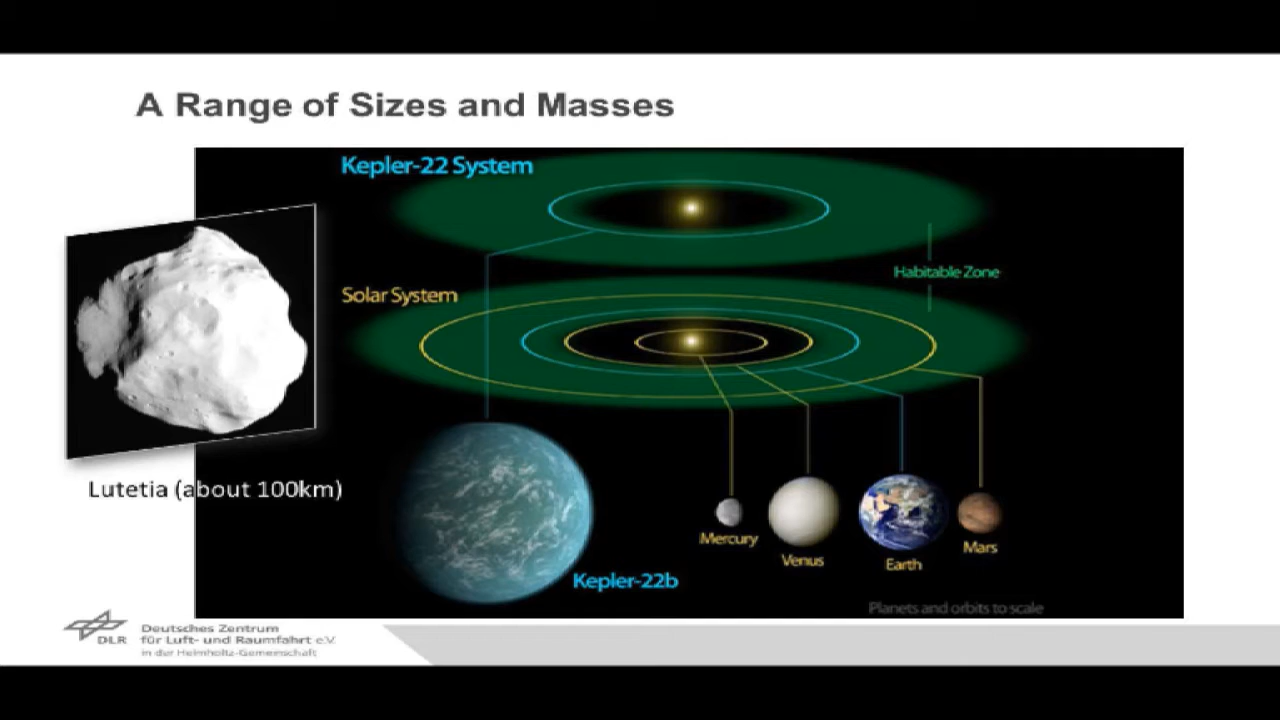 A Range of Sizes and Masses
Kepler-22 System
Habitable Zone
Solar System
Lutetia (about 100km)
Mercury
Venus
Earth
Mars
Kepler-22b
Planets and orbits to scale
DLR
Deutsches Zentrum
für Luft- und Raumfahrt e.V.
in der Helmholtz-Gemeinschaft